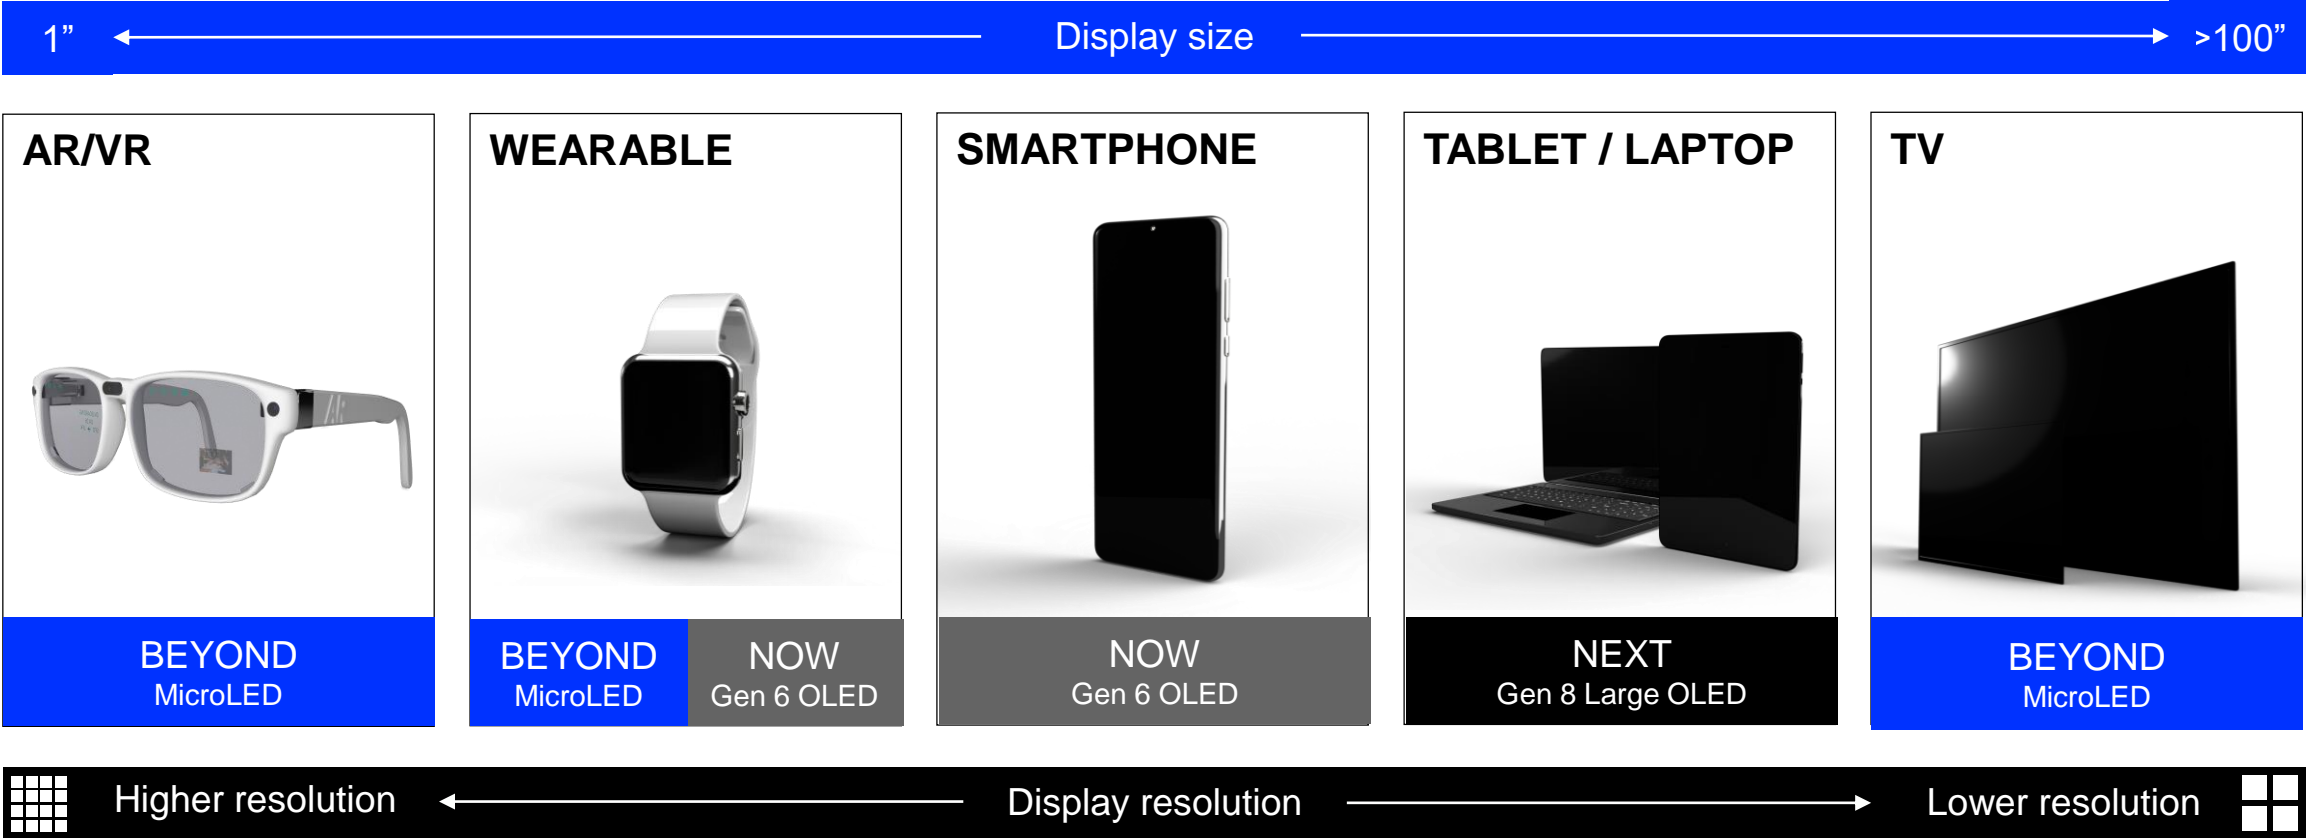 1” Display size >100”
AR/VR
WEARABLE
SMARTPHONE
TABLET / LAPTOP
TV
BEYOND
MicroLED
BEYOND
MicroLED
NOW
Gen 6 OLED
NOW
Gen 6 OLED
NEXT
Gen 8 Large OLED
BEYOND
MicroLED
Higher resolution Display resolution Lower resolution